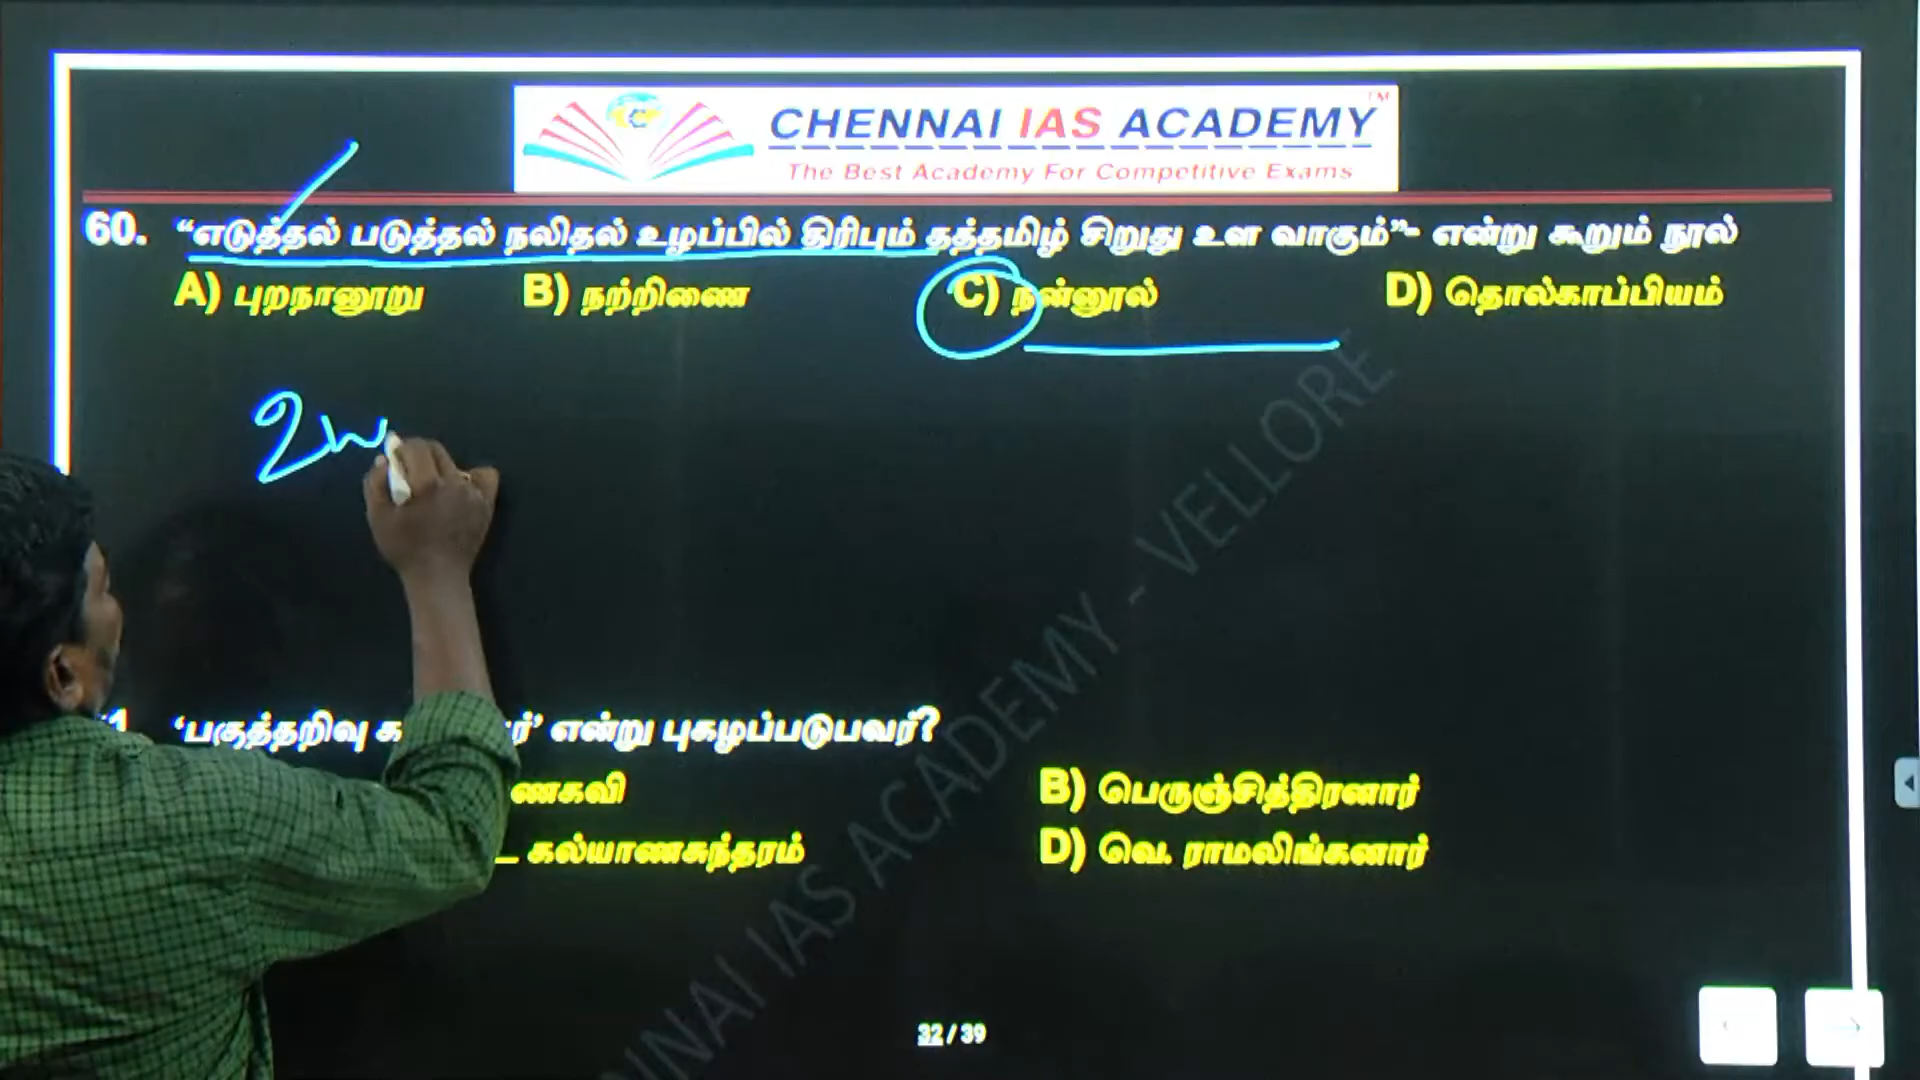 CHENNAI IAS ACADEMY TM
The Best Academy For Competitive Exams
60. “எடுத்தல் படுத்தல் நலிதல் உழப்பில் திரிபும் தத்தமிழ் சிறுது உள வாகும்”- என்று கூறும் நூல்
A) புறநானூறு B) நற்றிணை C) நன்னூல் D) தொல்காப்பியம்
உய
‘பகுத்தறிவு என்று புகழப்படுபவர்?
ணகவி B) பெருஞ்சித்திரனார்
கல்யாணசுந்தரம் D) வெ. ராமலிங்கனார்
NNAI IAS ACADEMY - VELLORE
32 / 39